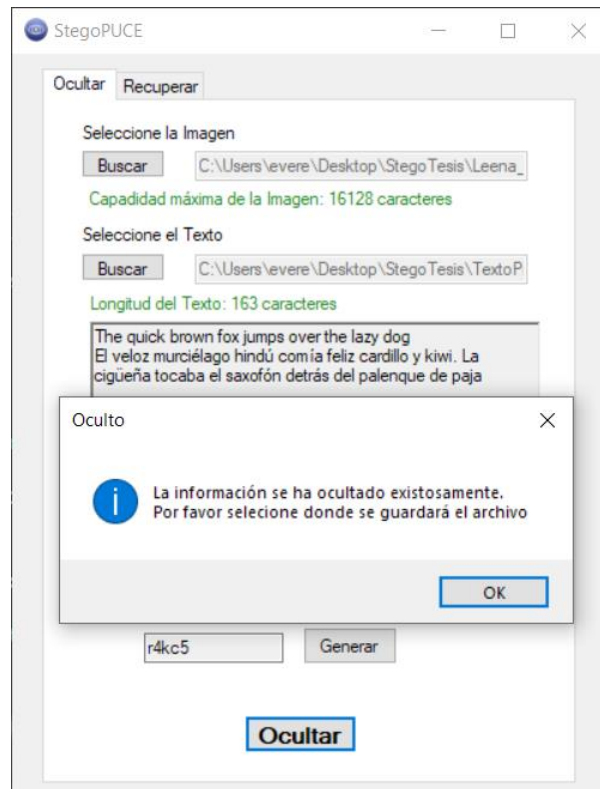 StegoPUCE
Ocultar Recuperar
Seleccione la Imagen
Buscar C:\Users\evere\Desktop\StegoTesis\Leena_
Capadidad máxima de la Imagen: 16128 caracteres
Seleccione el Texto
Buscar C:\Users\evere\Desktop\StegoTesis\TextoP
Longitud del Texto: 163 caracteres
The quick brown fox jumps over the lazy dog
El veloz murciélago hindú comía feliz cardillo y kiwi. La
cigüeña tocaba el saxofón detrás del palenque de paja
Oculto
La información se ha ocultado existosamente.
Por favor selecione donde se guardará el archivo
OK
r4kc5 Generar
Ocultar